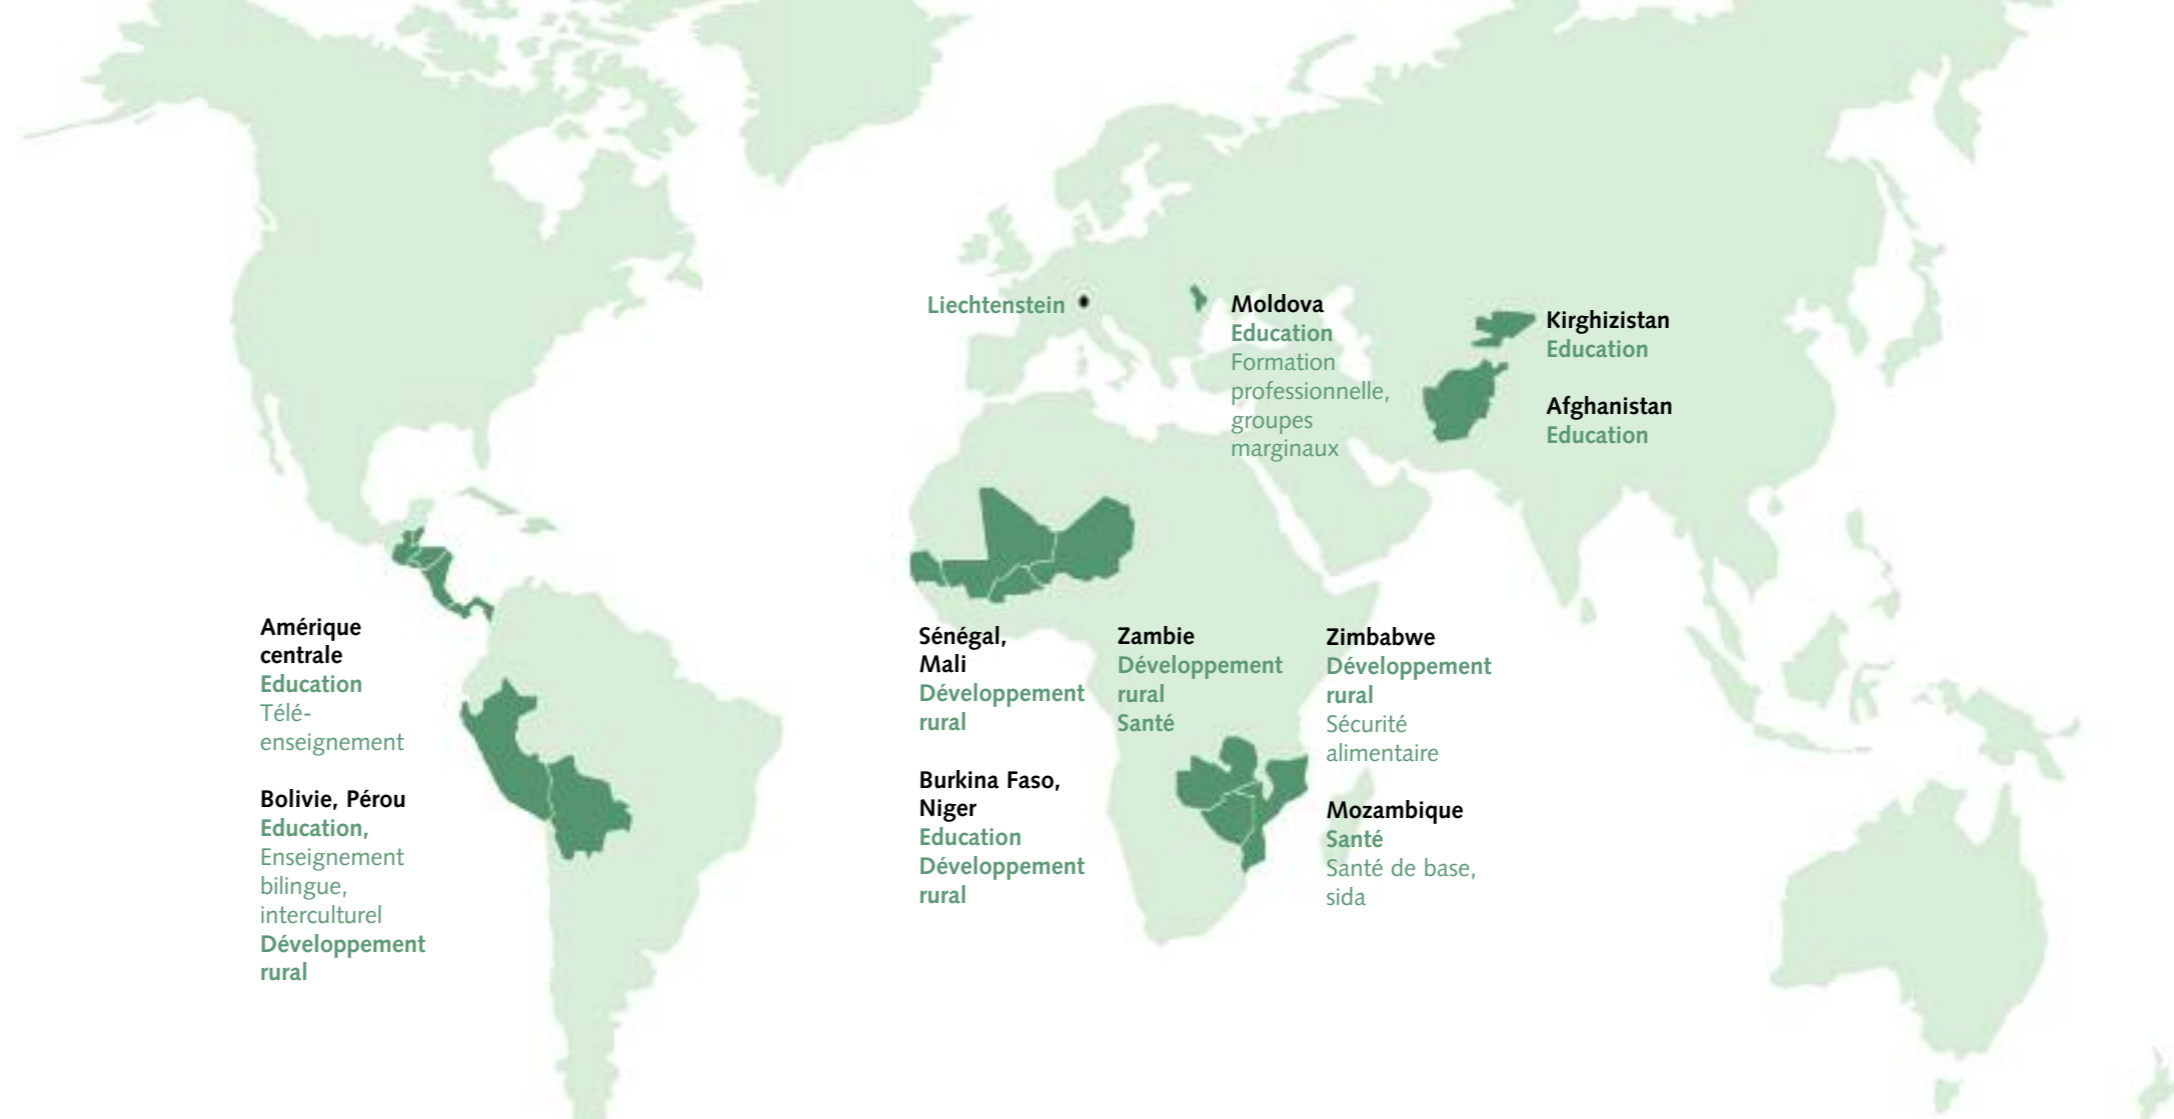 Liechtenstein
Moldova
Education
Formation
professionnelle,
groupes
marginaux
Kirghizistan
Education
Afghanistan
Education
Amérique
centrale
Education
Télé-
enseignement
Bolivie, Pérou
Education,
Enseignement
bilingue,
interculturel
Développement
rural
Sénégal,
Mali
Développement
rural
Burkina Faso,
Niger
Education
Développement
rural
Zambie
Développement
rural
Santé
Zimbabwe
Développement
rural
Sécurité
alimentaire
Mozambique
Santé
Santé de base,
sida